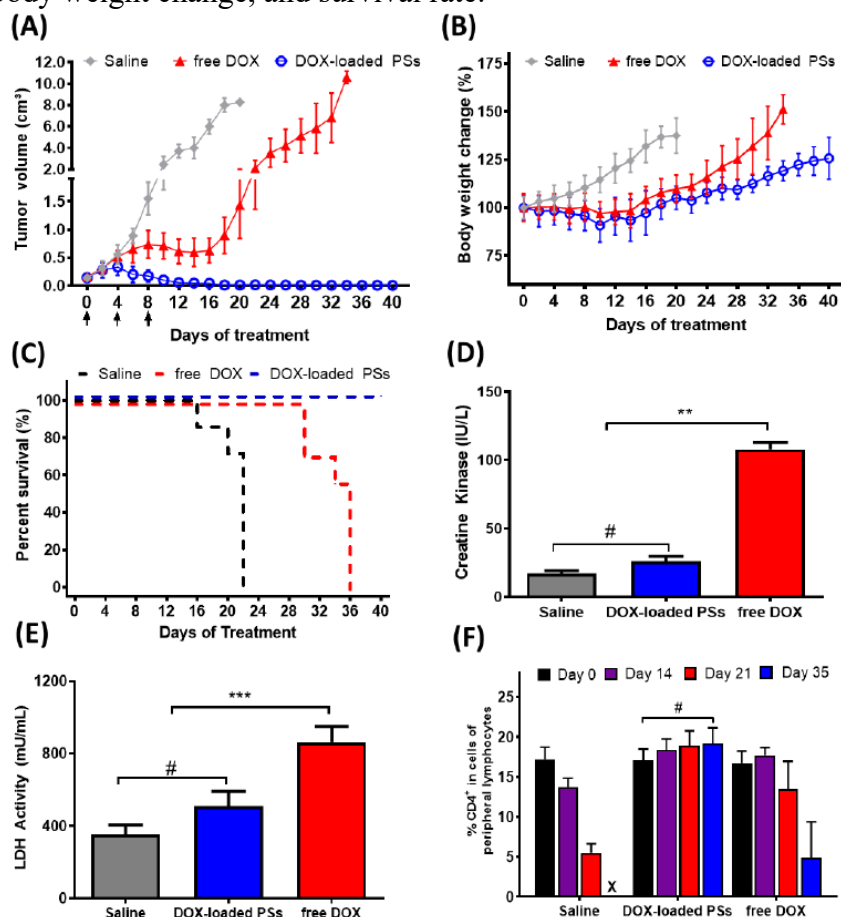 body weight change, and survival rate.
(A)
Saline free DOX DOX-loaded PSs
Tumor volume (cm³)
12.0
10.0
8.0
6.0
4.0
2.0
1.5
1.0
0.5
0.0
0 4 8 12 16 20 24 28 32 36 40
Days of treatment
(B)
Saline free DOX DOX-loaded PSs
Body weight change (%)
175
150
125
100
75
0 4 8 12 16 20 24 28 32 36 40
Days of treatment
(C)
Saline free DOX DOX-loaded PSs
Percent survival (%)
100
80
60
40
20
0
0 4 8 12 16 20 24 28 32 36 40
Days of Treatment
(D)
Creatine Kinase (IU/L)
150
100
50
0
**
#
Saline DOX-loaded PSs free DOX
(E)
LDH Activity (mU/mL)
1200
800
400
0
***
#
Saline DOX-loaded PSs free DOX
(F)
Day 0 Day 14 Day 21 Day 35
% CD4⁺ in cells of
peripheral lymphocytes
25
20
15
10
5
0
#
X
Saline DOX-loaded PSs free DOX